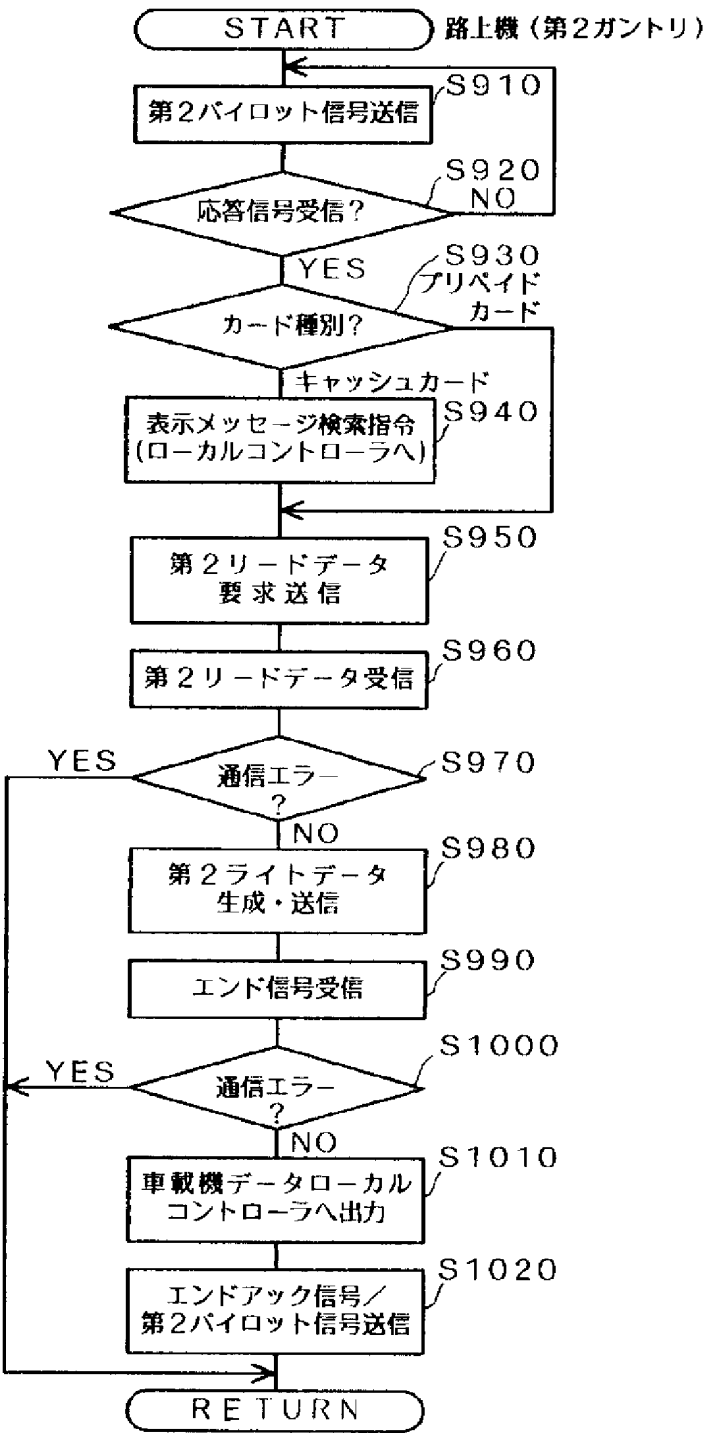 START
路上機(第2ガントリ)
S910
第2パイロット信号送信
S920
NO
応答信号受信?
YES
S930
プリペイド
カード
カード種別?
キャッシュカード
S940
表示メッセージ検索指令
(ローカルコントローラへ)
S950
第2リードデータ
要求送信
S960
第2リードデータ受信
YES
S970
通信エラー
?
NO
S980
第2ライトデータ
生成・送信
S990
エンド信号受信
S1000
YES
通信エラー
?
NO
S1010
車載機データローカル
コントローラへ出力
S1020
エンドアック信号/
第2パイロット信号送信
RETURN